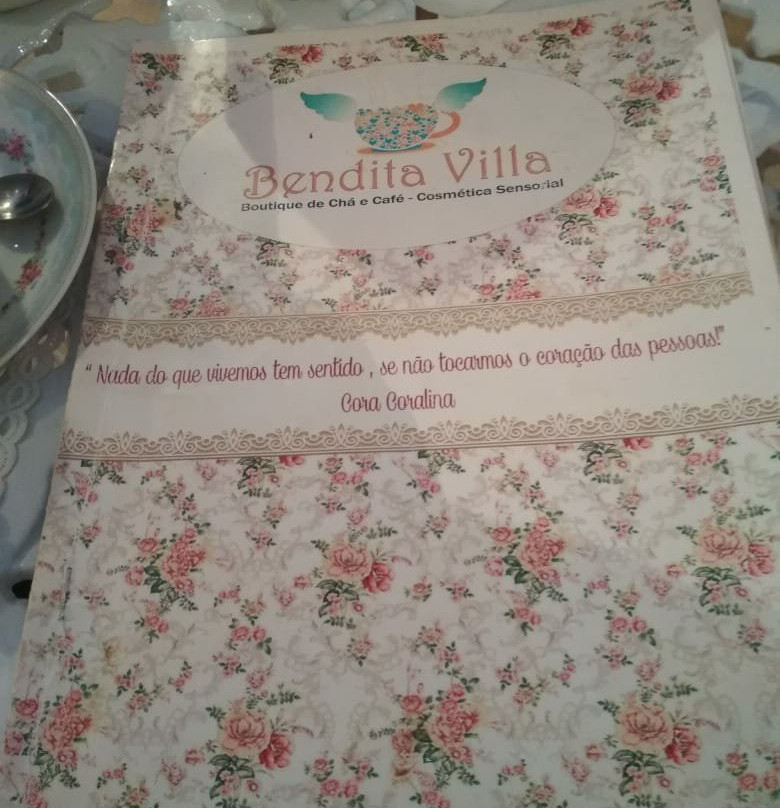 Bendita Villa
Boutique de Chá e Café - Cosmética Sensorial
" Nada do que vivemos tem sentido , se não tocarmos o coração das pessoas!"
Cora Coralina